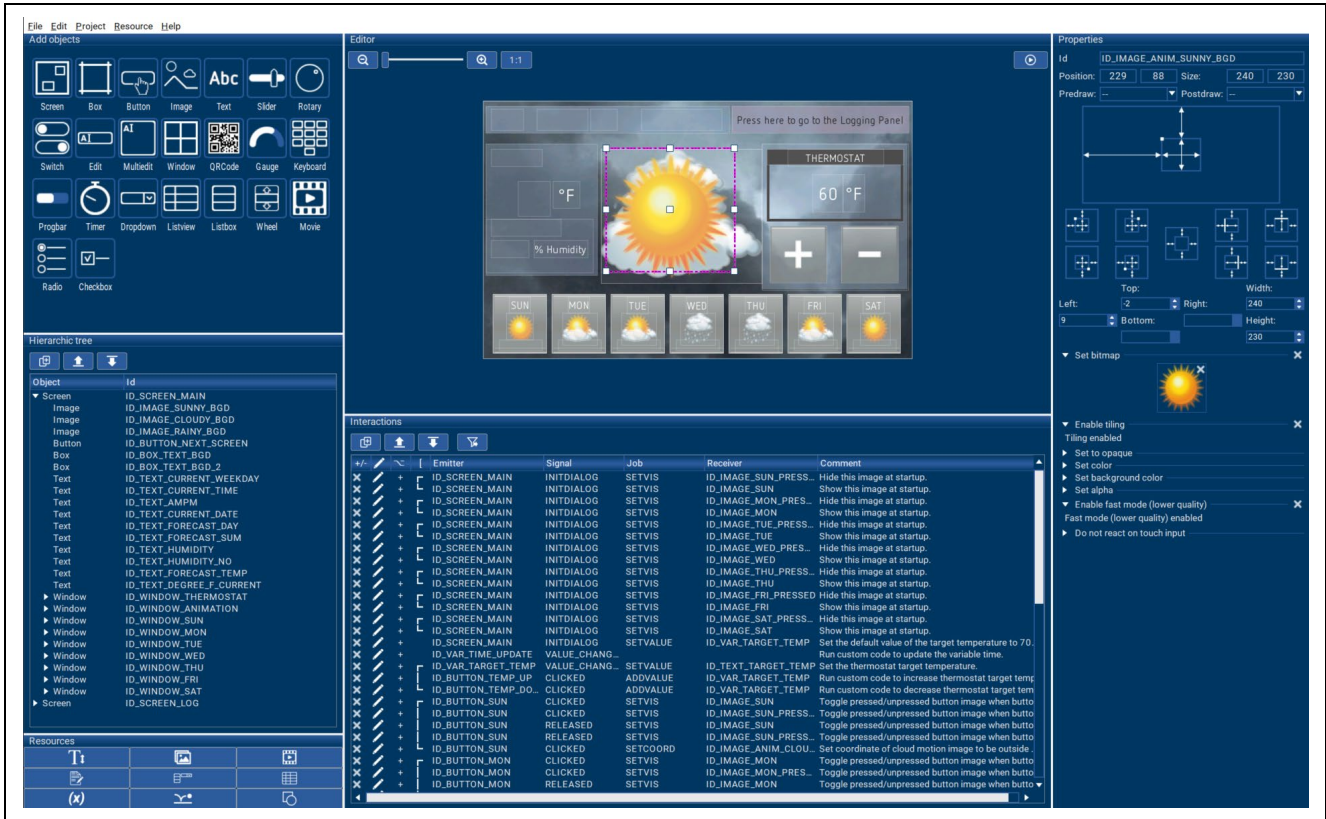 File Edit Project Resource Help
Add objects
Abc
Screen Box Button Image Text Slider Rotary
AI AI
Switch Edit Multiedit Window QRCode Gauge Keyboard
Progbar Timer Dropdown Listview Listbox Wheel Movie
Radio Checkbox
Hierarchic tree
Object Id
Screen ID_SCREEN_MAIN
Image ID_IMAGE_SUNNY_BGD
Image ID_IMAGE_CLOUDY_BGD
Image ID_IMAGE_RAINY_BGD
Button ID_BUTTON_NEXT_SCREEN
Box ID_BOX_TEXT_BGD
Box ID_BOX_TEXT_BGD_2
Text ID_TEXT_CURRENT_WEEKDAY
Text ID_TEXT_CURRENT_TIME
Text ID_TEXT_AMPM
Text ID_TEXT_CURRENT_DATE
Text ID_TEXT_FORECAST_DAY
Text ID_TEXT_FORECAST_SUM
Text ID_TEXT_HUMIDITY
Text ID_TEXT_HUMIDITY_NO
Text ID_TEXT_FORECAST_TEMP
Text ID_TEXT_DEGREE_F_CURRENT
Window ID_WINDOW_THERMOSTAT
Window ID_WINDOW_ANIMATION
Window ID_WINDOW_SUN
Window ID_WINDOW_MON
Window ID_WINDOW_TUE
Window ID_WINDOW_WED
Window ID_WINDOW_THU
Window ID_WINDOW_FRI
Window ID_WINDOW_SAT
Screen ID_SCREEN_LOG
Resources
(x)
Editor
1:1
Press here to go to the Logging Panel
THERMOSTAT
°F
60 °F
% Humidity
+ −
SUN MON TUE WED THU FRI SAT
Interactions
+/- Emitter Signal Job Receiver Comment
ID_SCREEN_MAIN INITDIALOG SETVIS ID_IMAGE_SUN_PRESS... Hide this image at startup.
ID_SCREEN_MAIN INITDIALOG SETVIS ID_IMAGE_SUN Show this image at startup.
ID_SCREEN_MAIN INITDIALOG SETVIS ID_IMAGE_MON_PRES... Hide this image at startup.
ID_SCREEN_MAIN INITDIALOG SETVIS ID_IMAGE_MON Show this image at startup.
ID_SCREEN_MAIN INITDIALOG SETVIS ID_IMAGE_TUE_PRESS... Hide this image at startup.
ID_SCREEN_MAIN INITDIALOG SETVIS ID_IMAGE_TUE Show this image at startup.
ID_SCREEN_MAIN INITDIALOG SETVIS ID_IMAGE_WED_PRES... Hide this image at startup.
ID_SCREEN_MAIN INITDIALOG SETVIS ID_IMAGE_WED Show this image at startup.
ID_SCREEN_MAIN INITDIALOG SETVIS ID_IMAGE_THU_PRESS... Hide this image at startup.
ID_SCREEN_MAIN INITDIALOG SETVIS ID_IMAGE_THU Show this image at startup.
ID_SCREEN_MAIN INITDIALOG SETVIS ID_IMAGE_FRI_PRESSED Hide this image at startup.
ID_SCREEN_MAIN INITDIALOG SETVIS ID_IMAGE_FRI Show this image at startup.
ID_SCREEN_MAIN INITDIALOG SETVIS ID_IMAGE_SAT_PRESS... Hide this image at startup.
ID_SCREEN_MAIN INITDIALOG SETVIS ID_IMAGE_SAT Show this image at startup.
ID_SCREEN_MAIN INITDIALOG SETVALUE ID_VAR_TARGET_TEMP Set the default value of the target temperature to 70.
ID_VAR_TIME_UPDATE VALUE_CHANG... Run custom code to update the variable time.
ID_VAR_TARGET_TEMP VALUE_CHANG... SETVALUE ID_TEXT_TARGET_TEMP Set the thermostat target temperature.
ID_BUTTON_TEMP_UP CLICKED ADDVALUE ID_VAR_TARGET_TEMP Run custom code to increase thermostat target temp
ID_BUTTON_TEMP_DO... CLICKED ADDVALUE ID_VAR_TARGET_TEMP Run custom code to decrease thermostat target tem
ID_BUTTON_SUN CLICKED SETVIS ID_IMAGE_SUN Toggle pressed/unpressed button image when butto
ID_BUTTON_SUN CLICKED SETVIS ID_IMAGE_SUN_PRESS... Toggle pressed/unpressed button image when butto
ID_BUTTON_SUN RELEASED SETVIS ID_IMAGE_SUN Toggle pressed/unpressed button image when butto
ID_BUTTON_SUN RELEASED SETVIS ID_IMAGE_SUN_PRESS... Toggle pressed/unpressed button image when butto
ID_BUTTON_SUN CLICKED SETCOORD ID_IMAGE_ANIM_CLOU... Set coordinate of cloud motion image to be outside .
ID_BUTTON_MON CLICKED SETVIS ID_IMAGE_MON Toggle pressed/unpressed button image when butto
ID_BUTTON_MON CLICKED SETVIS ID_IMAGE_MON_PRES... Toggle pressed/unpressed button image when butto
ID_BUTTON_MON RELEASED SETVIS ID_IMAGE_MON Toggle pressed/unpressed button image when butto
Properties
Id ID_IMAGE_ANIM_SUNNY_BGD
Position: 229 88 Size: 240 230
Predraw: -- Postdraw: --
Top: Width:
Left: -2 Right: 240
9 Bottom: Height:
230
Set bitmap
Enable tiling
Tiling enabled
Set to opaque
Set color
Set background color
Set alpha
Enable fast mode (lower quality)
Fast mode (lower quality) enabled
Do not react on touch input